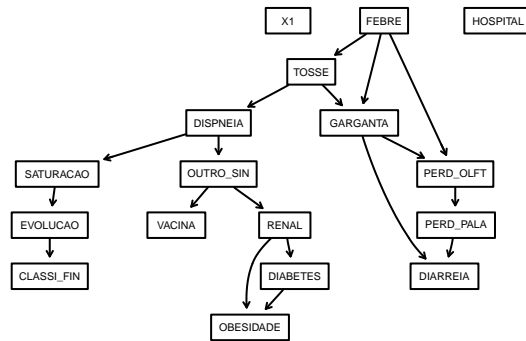 X1 FEBRE HOSPITAL
TOSSE
DISPNEIA GARGANTA
SATURACAO OUTRO_SIN PERD_OLFT
EVOLUCAO VACINA RENAL PERD_PALA
CLASSI_FIN DIABETES DIARREIA
OBESIDADE